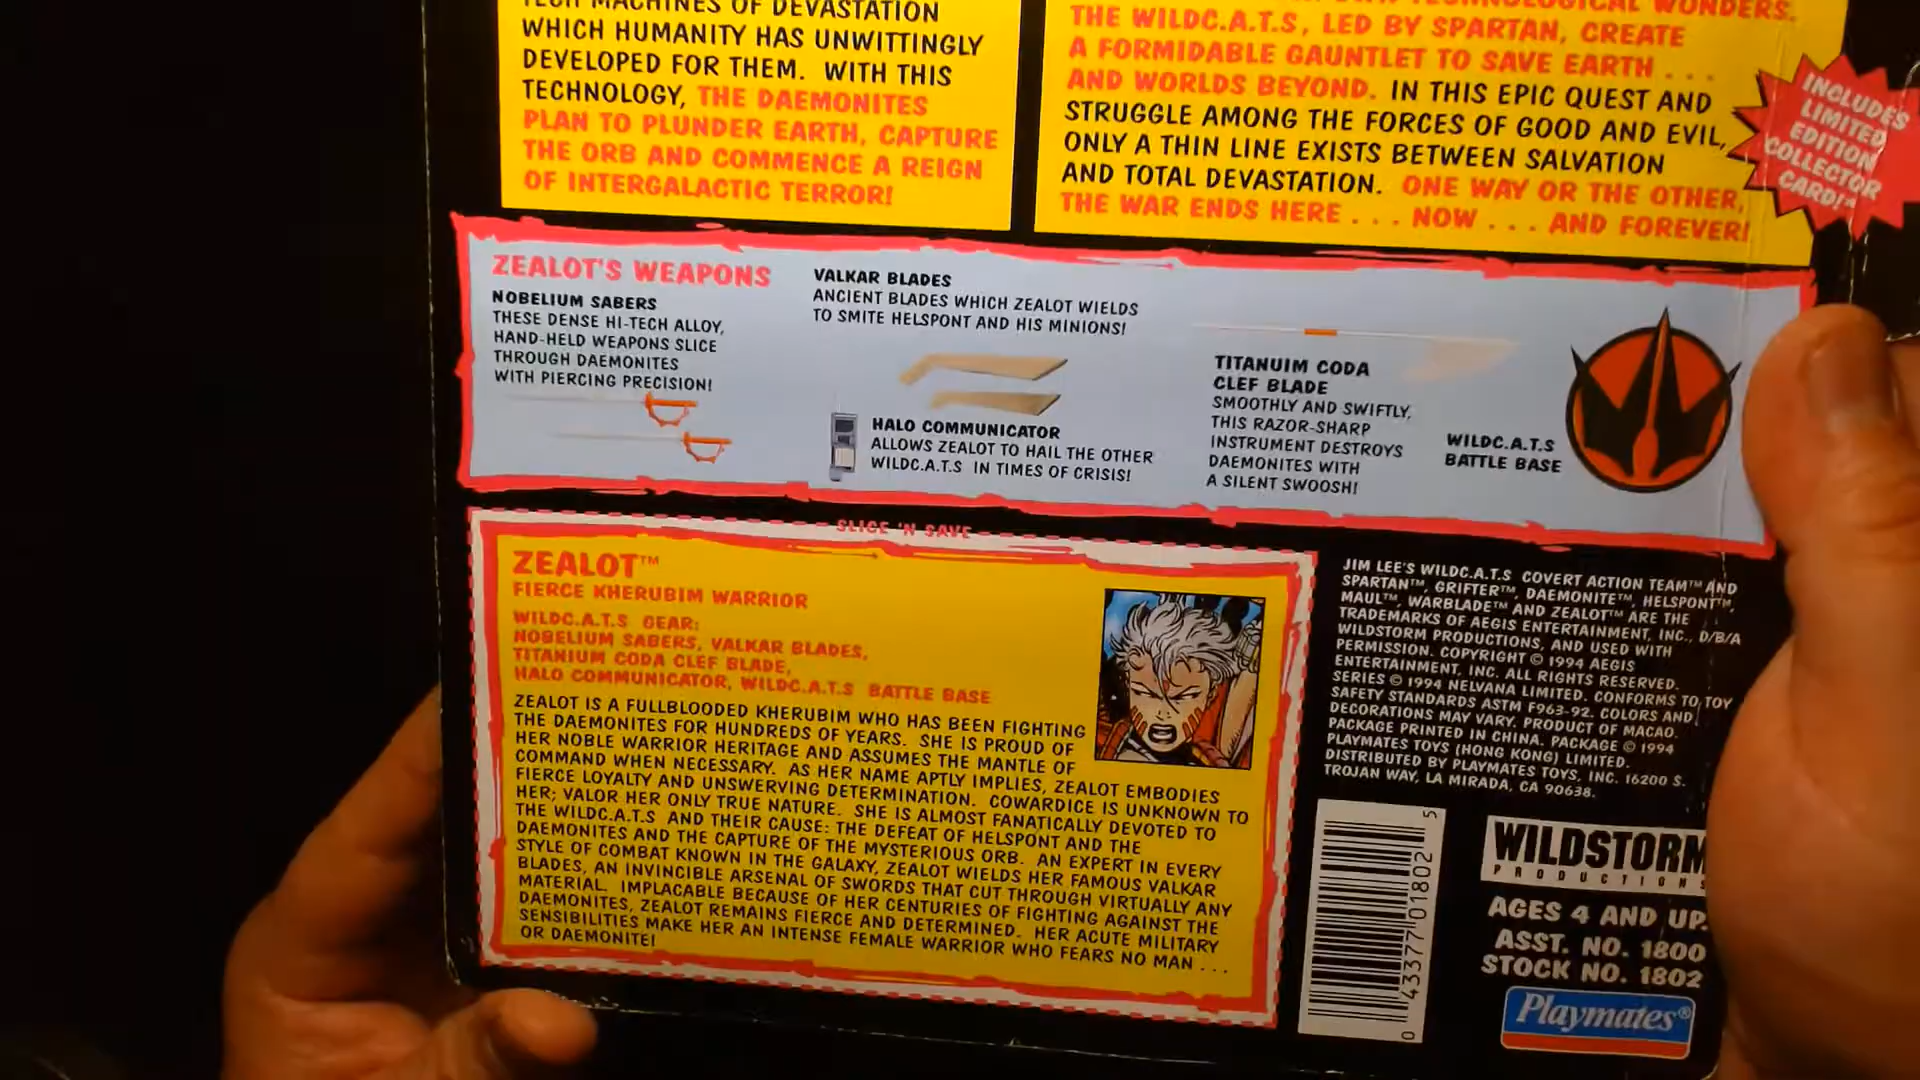 TECH MACHINES OF DEVASTATION
WHICH HUMANITY HAS UNWITTINGLY
DEVELOPED FOR THEM. WITH THIS
TECHNOLOGY, THE DAEMONITES
PLAN TO PLUNDER EARTH, CAPTURE
THE ORB AND COMMENCE A REIGN
OF INTERGALACTIC TERROR!
TECHNOLOGICAL WONDERS.
THE WILDC.A.T.S, LED BY SPARTAN, CREATE
A FORMIDABLE GAUNTLET TO SAVE EARTH . . .
AND WORLDS BEYOND. IN THIS EPIC QUEST AND
STRUGGLE AMONG THE FORCES OF GOOD AND EVIL,
ONLY A THIN LINE EXISTS BETWEEN SALVATION
AND TOTAL DEVASTATION. ONE WAY OR THE OTHER,
THE WAR ENDS HERE . . . NOW . . . AND FOREVER!
INCLUDES
LIMITED
EDITION
COLLECTOR
CARD!
ZEALOT'S WEAPONS
NOBELIUM SABERS
THESE DENSE HI-TECH ALLOY,
HAND-HELD WEAPONS SLICE
THROUGH DAEMONITES
WITH PIERCING PRECISION!
VALKAR BLADES
ANCIENT BLADES WHICH ZEALOT WIELDS
TO SMITE HELSPONT AND HIS MINIONS!
HALO COMMUNICATOR
ALLOWS ZEALOT TO HAIL THE OTHER
WILDC.A.T.S IN TIMES OF CRISIS!
TITANUIM CODA
CLEF BLADE
SMOOTHLY AND SWIFTLY,
THIS RAZOR-SHARP
INSTRUMENT DESTROYS
DAEMONITES WITH
A SILENT SWOOSH!
WILDC.A.T.S
BATTLE BASE
SLICE 'N SAVE
ZEALOT™
FIERCE KHERUBIM WARRIOR
WILDC.A.T.S GEAR:
NOBELIUM SABERS, VALKAR BLADES,
TITANIUM CODA CLEF BLADE,
HALO COMMUNICATOR, WILDC.A.T.S BATTLE BASE
ZEALOT IS A FULLBLOODED KHERUBIM WHO HAS BEEN FIGHTING
THE DAEMONITES FOR HUNDREDS OF YEARS. SHE IS PROUD OF
HER NOBLE WARRIOR HERITAGE AND ASSUMES THE MANTLE OF
COMMAND WHEN NECESSARY. AS HER NAME APTLY IMPLIES, ZEALOT EMBODIES
FIERCE LOYALTY AND UNSWERVING DETERMINATION. COWARDICE IS UNKNOWN TO
HER; VALOR HER ONLY TRUE NATURE. SHE IS ALMOST FANATICALLY DEVOTED TO
THE WILDC.A.T.S AND THEIR CAUSE: THE DEFEAT OF HELSPONT AND THE
DAEMONITES AND THE CAPTURE OF THE MYSTERIOUS ORB. AN EXPERT IN EVERY
STYLE OF COMBAT KNOWN IN THE GALAXY, ZEALOT WIELDS HER FAMOUS VALKAR
BLADES, AN INVINCIBLE ARSENAL OF SWORDS THAT CUT THROUGH VIRTUALLY ANY
MATERIAL. IMPLACABLE BECAUSE OF HER CENTURIES OF FIGHTING AGAINST THE
DAEMONITES, ZEALOT REMAINS FIERCE AND DETERMINED. HER ACUTE MILITARY
SENSIBILITIES MAKE HER AN INTENSE FEMALE WARRIOR WHO FEARS NO MAN . . .
OR DAEMONITE!
JIM LEE'S WILDC.A.T.S COVERT ACTION TEAM™ AND
SPARTAN™, GRIFTER™, DAEMONITE™, HELSPONT™,
MAUL™, WARBLADE™ AND ZEALOT™ ARE THE
TRADEMARKS OF AEGIS ENTERTAINMENT, INC., D/B/A
WILDSTORM PRODUCTIONS, AND USED WITH
PERMISSION. COPYRIGHT © 1994 AEGIS
ENTERTAINMENT, INC. ALL RIGHTS RESERVED.
SERIES © 1994 NELVANA LIMITED. CONFORMS TO TOY
SAFETY STANDARDS ASTM F963-92. COLORS AND
DECORATIONS MAY VARY. PRODUCT OF MACAO.
PACKAGE PRINTED IN CHINA. PACKAGE © 1994
PLAYMATES TOYS (HONG KONG) LIMITED.
DISTRIBUTED BY PLAYMATES TOYS, INC. 16200 S.
TROJAN WAY, LA MIRADA, CA 90638.
0 43377 01802 5
WILDSTORM
PRODUCTIONS
AGES 4 AND UP.
ASST. NO. 1800
STOCK NO. 1802
Playmates®